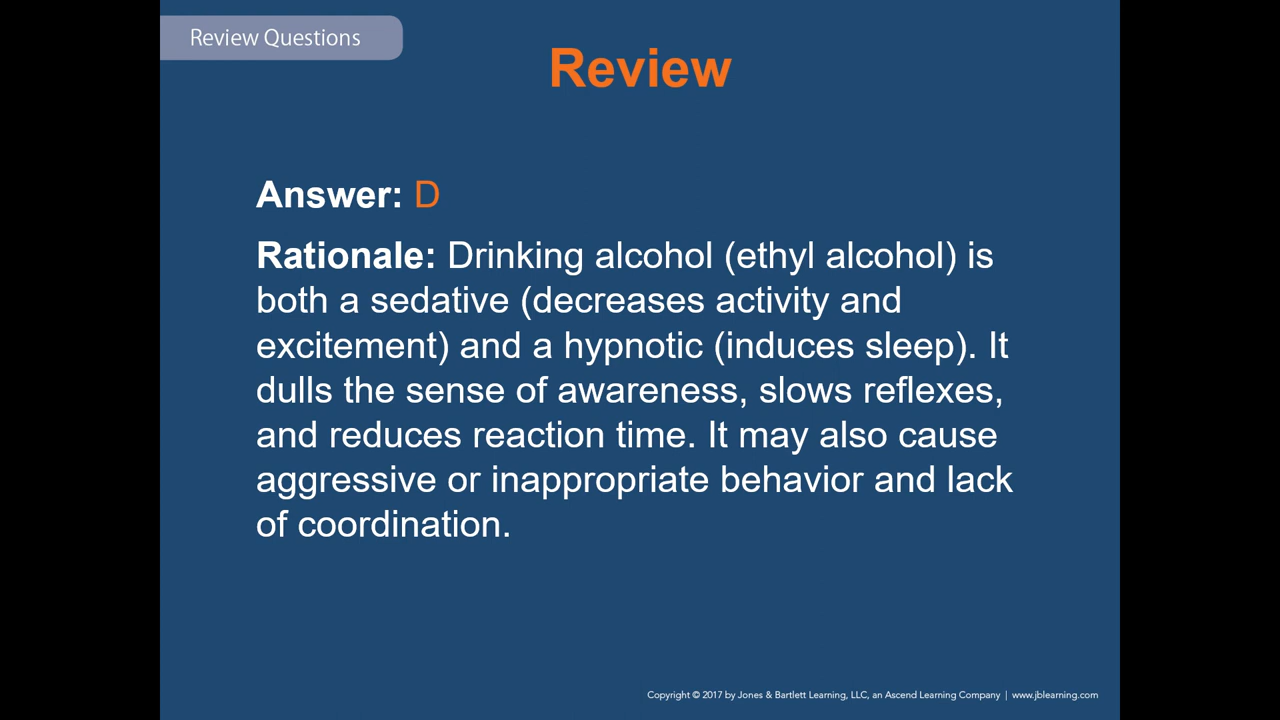 Review Questions
Review
Answer: D
Rationale: Drinking alcohol (ethyl alcohol) is
both a sedative (decreases activity and
excitement) and a hypnotic (induces sleep). It
dulls the sense of awareness, slows reflexes,
and reduces reaction time. It may also cause
aggressive or inappropriate behavior and lack
of coordination.
Copyright © 2017 by Jones & Bartlett Learning, LLC, an Ascend Learning Company | www.jblearning.com